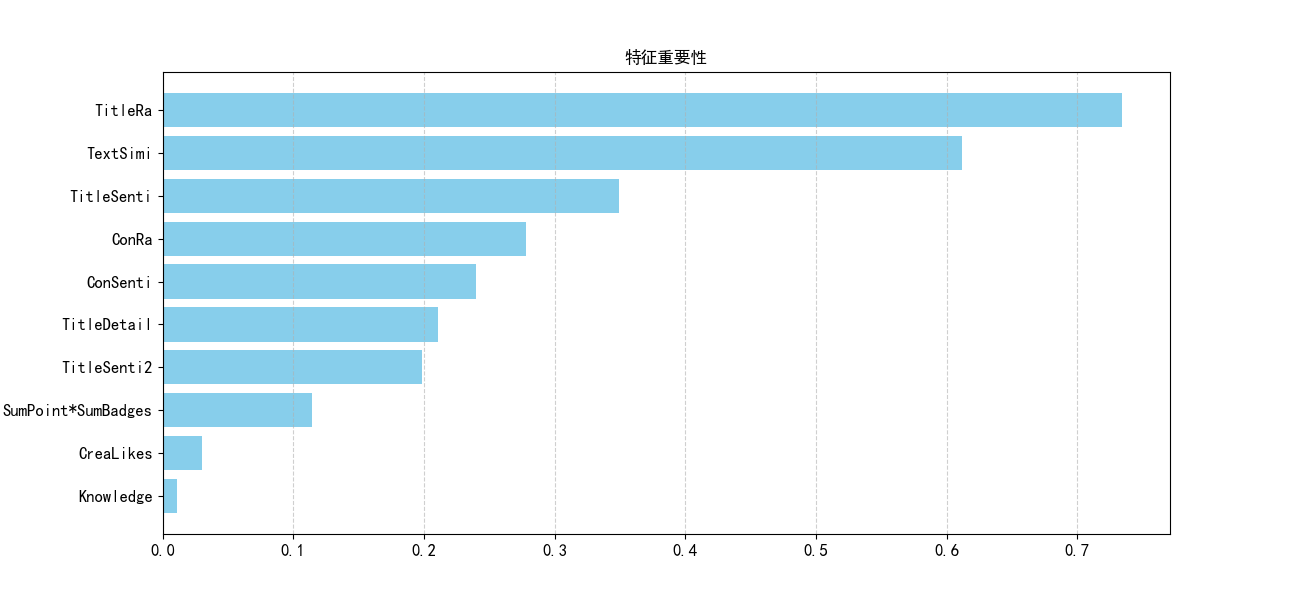 特征重要性
TitleRa
TextSimi
TitleSenti
ConRa
ConSenti
TitleDetail
TitleSenti2
SumPoint*SumBadges
CreaLikes
Knowledge
0.0 0.1 0.2 0.3 0.4 0.5 0.6 0.7